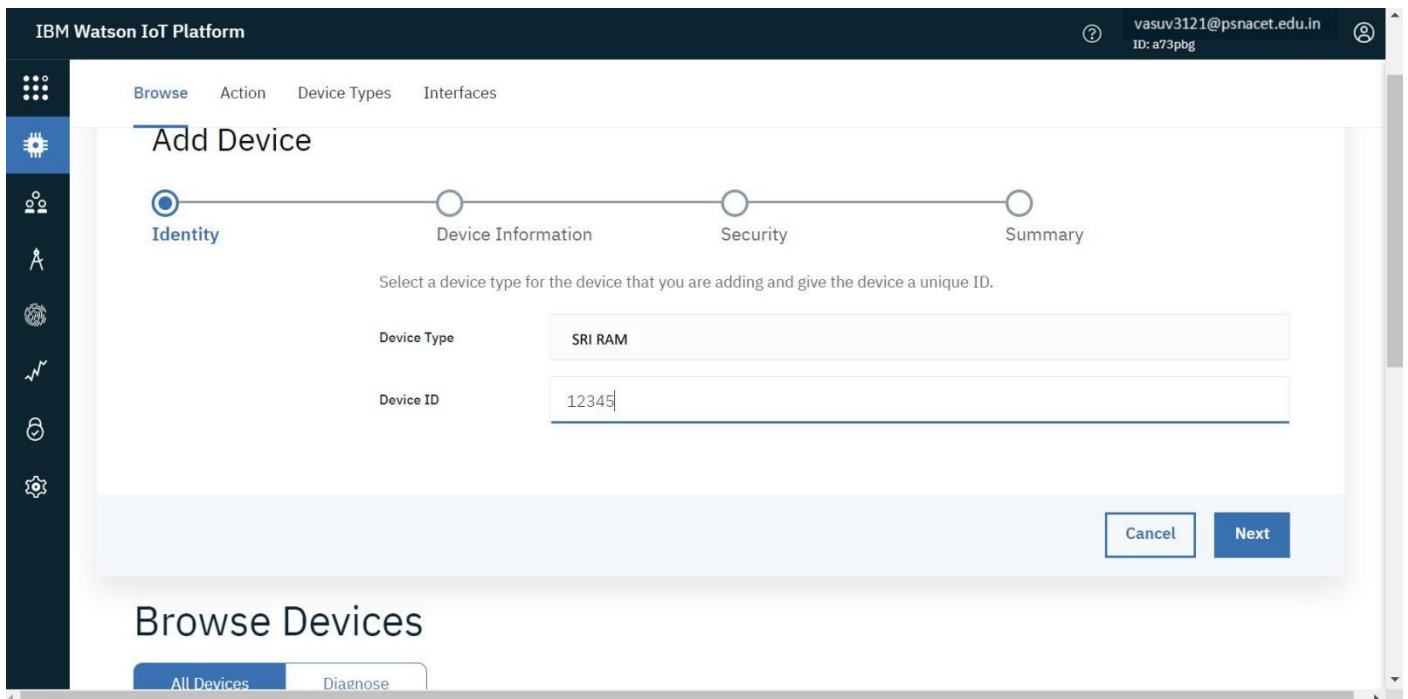 IBM Watson IoT Platform
vasuv3121@psnacet.edu.in
ID: a73pbg
Browse Action Device Types Interfaces
Add Device
Identity Device Information Security Summary
Select a device type for the device that you are adding and give the device a unique ID.
Device Type SRI RAM
Device ID 12345
Cancel Next
Browse Devices
All Devices Diagnose